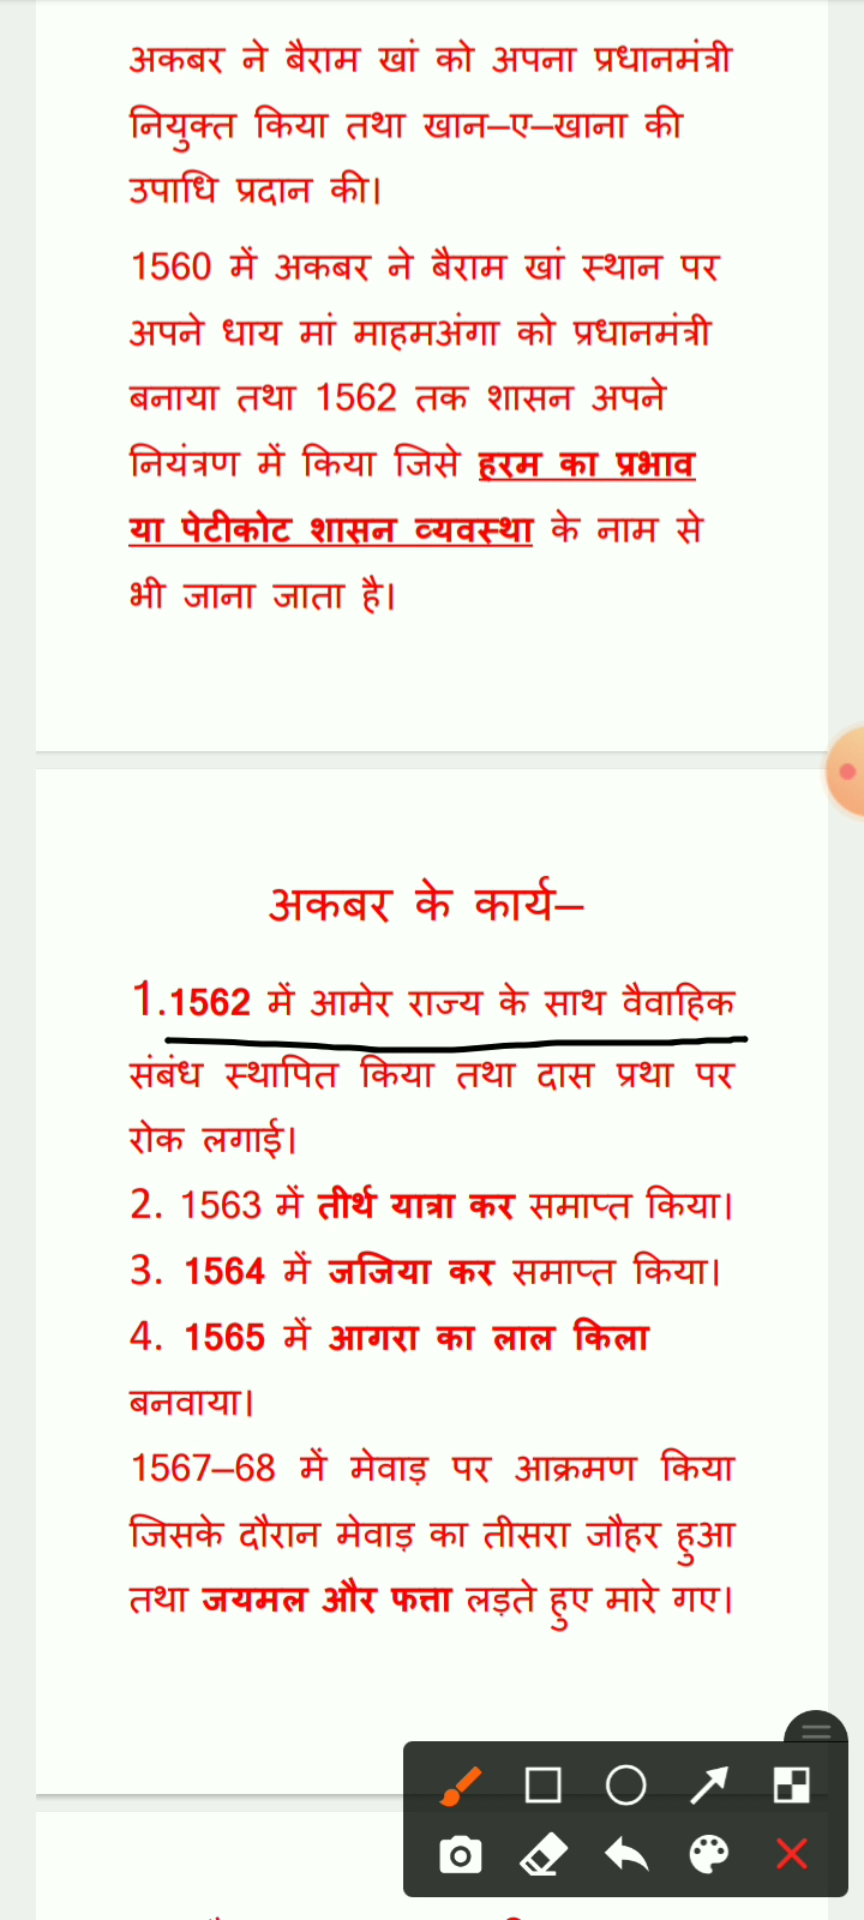 अकबर ने बैराम खां को अपना प्रधानमंत्री
नियुक्त किया तथा खान–ए–खाना की
उपाधि प्रदान की।
1560 में अकबर ने बैराम खां स्थान पर
अपने धाय मां माहमअंगा को प्रधानमंत्री
बनाया तथा 1562 तक शासन अपने
नियंत्रण में किया जिसे हरम का प्रभाव
या पेटीकोट शासन व्यवस्था के नाम से
भी जाना जाता है।
अकबर के कार्य–
1.1562 में आमेर राज्य के साथ वैवाहिक
संबंध स्थापित किया तथा दास प्रथा पर
रोक लगाई।
2. 1563 में तीर्थ यात्रा कर समाप्त किया।
3. 1564 में जजिया कर समाप्त किया।
4. 1565 में आगरा का लाल किला
बनवाया।
1567–68 में मेवाड़ पर आक्रमण किया
जिसके दौरान मेवाड़ का तीसरा जौहर हुआ
तथा जयमल और फत्ता लड़ते हुए मारे गए।